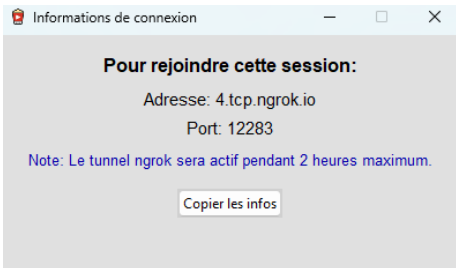 Informations de connexion
Pour rejoindre cette session:
Adresse: 4.tcp.ngrok.io
Port: 12283
Note: Le tunnel ngrok sera actif pendant 2 heures maximum.
Copier les infos